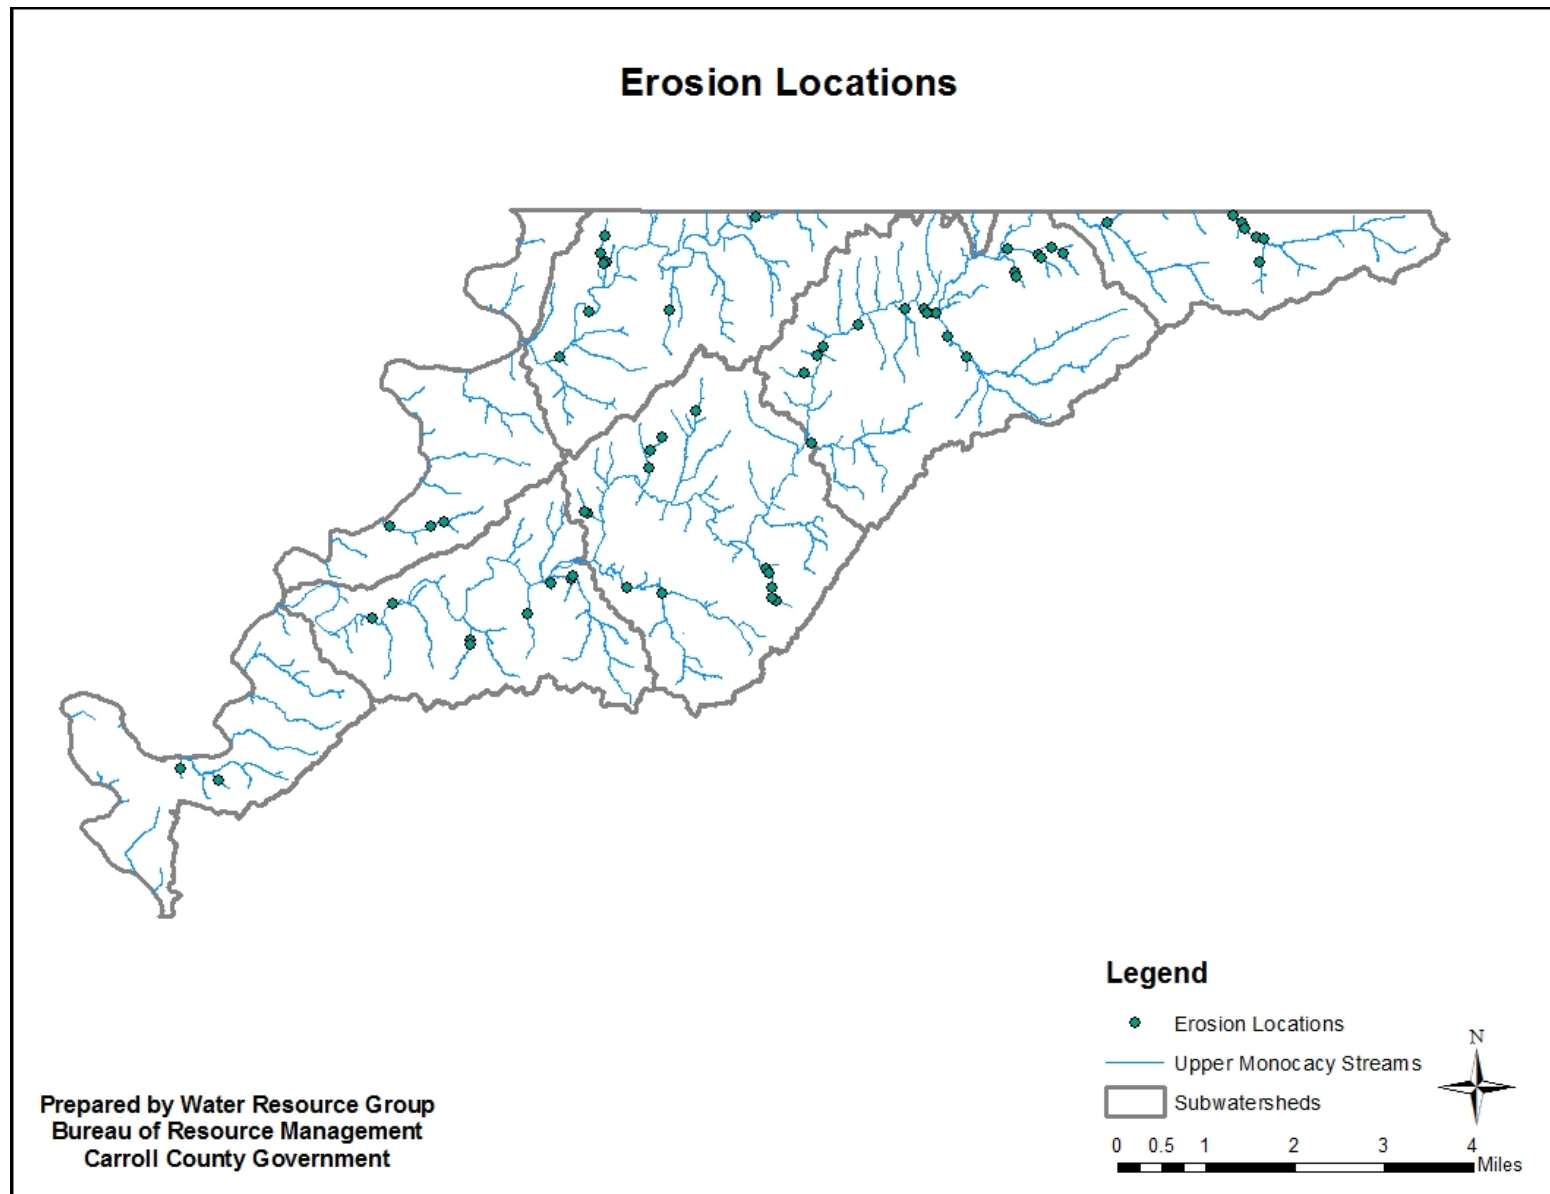 Erosion Locations
Legend
Erosion Locations
Upper Monocacy Streams
Subwatersheds
N
0 0.5 1 2 3 4
Miles
Prepared by Water Resource Group
Bureau of Resource Management
Carroll County Government